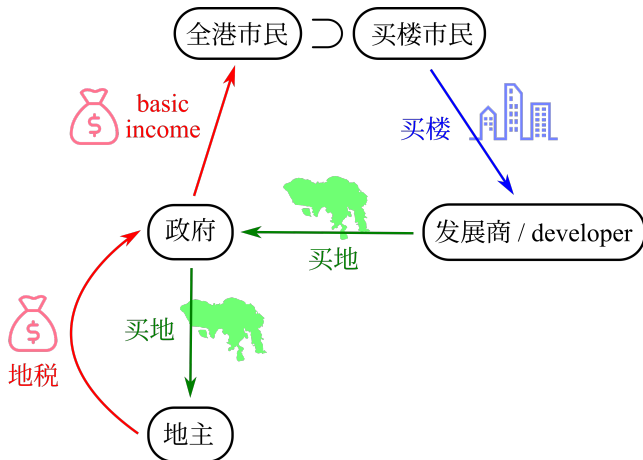 全港市民
买楼市民
basic
income
$
买楼
政府
发展商 / developer
买地
买地
$
地税
地主